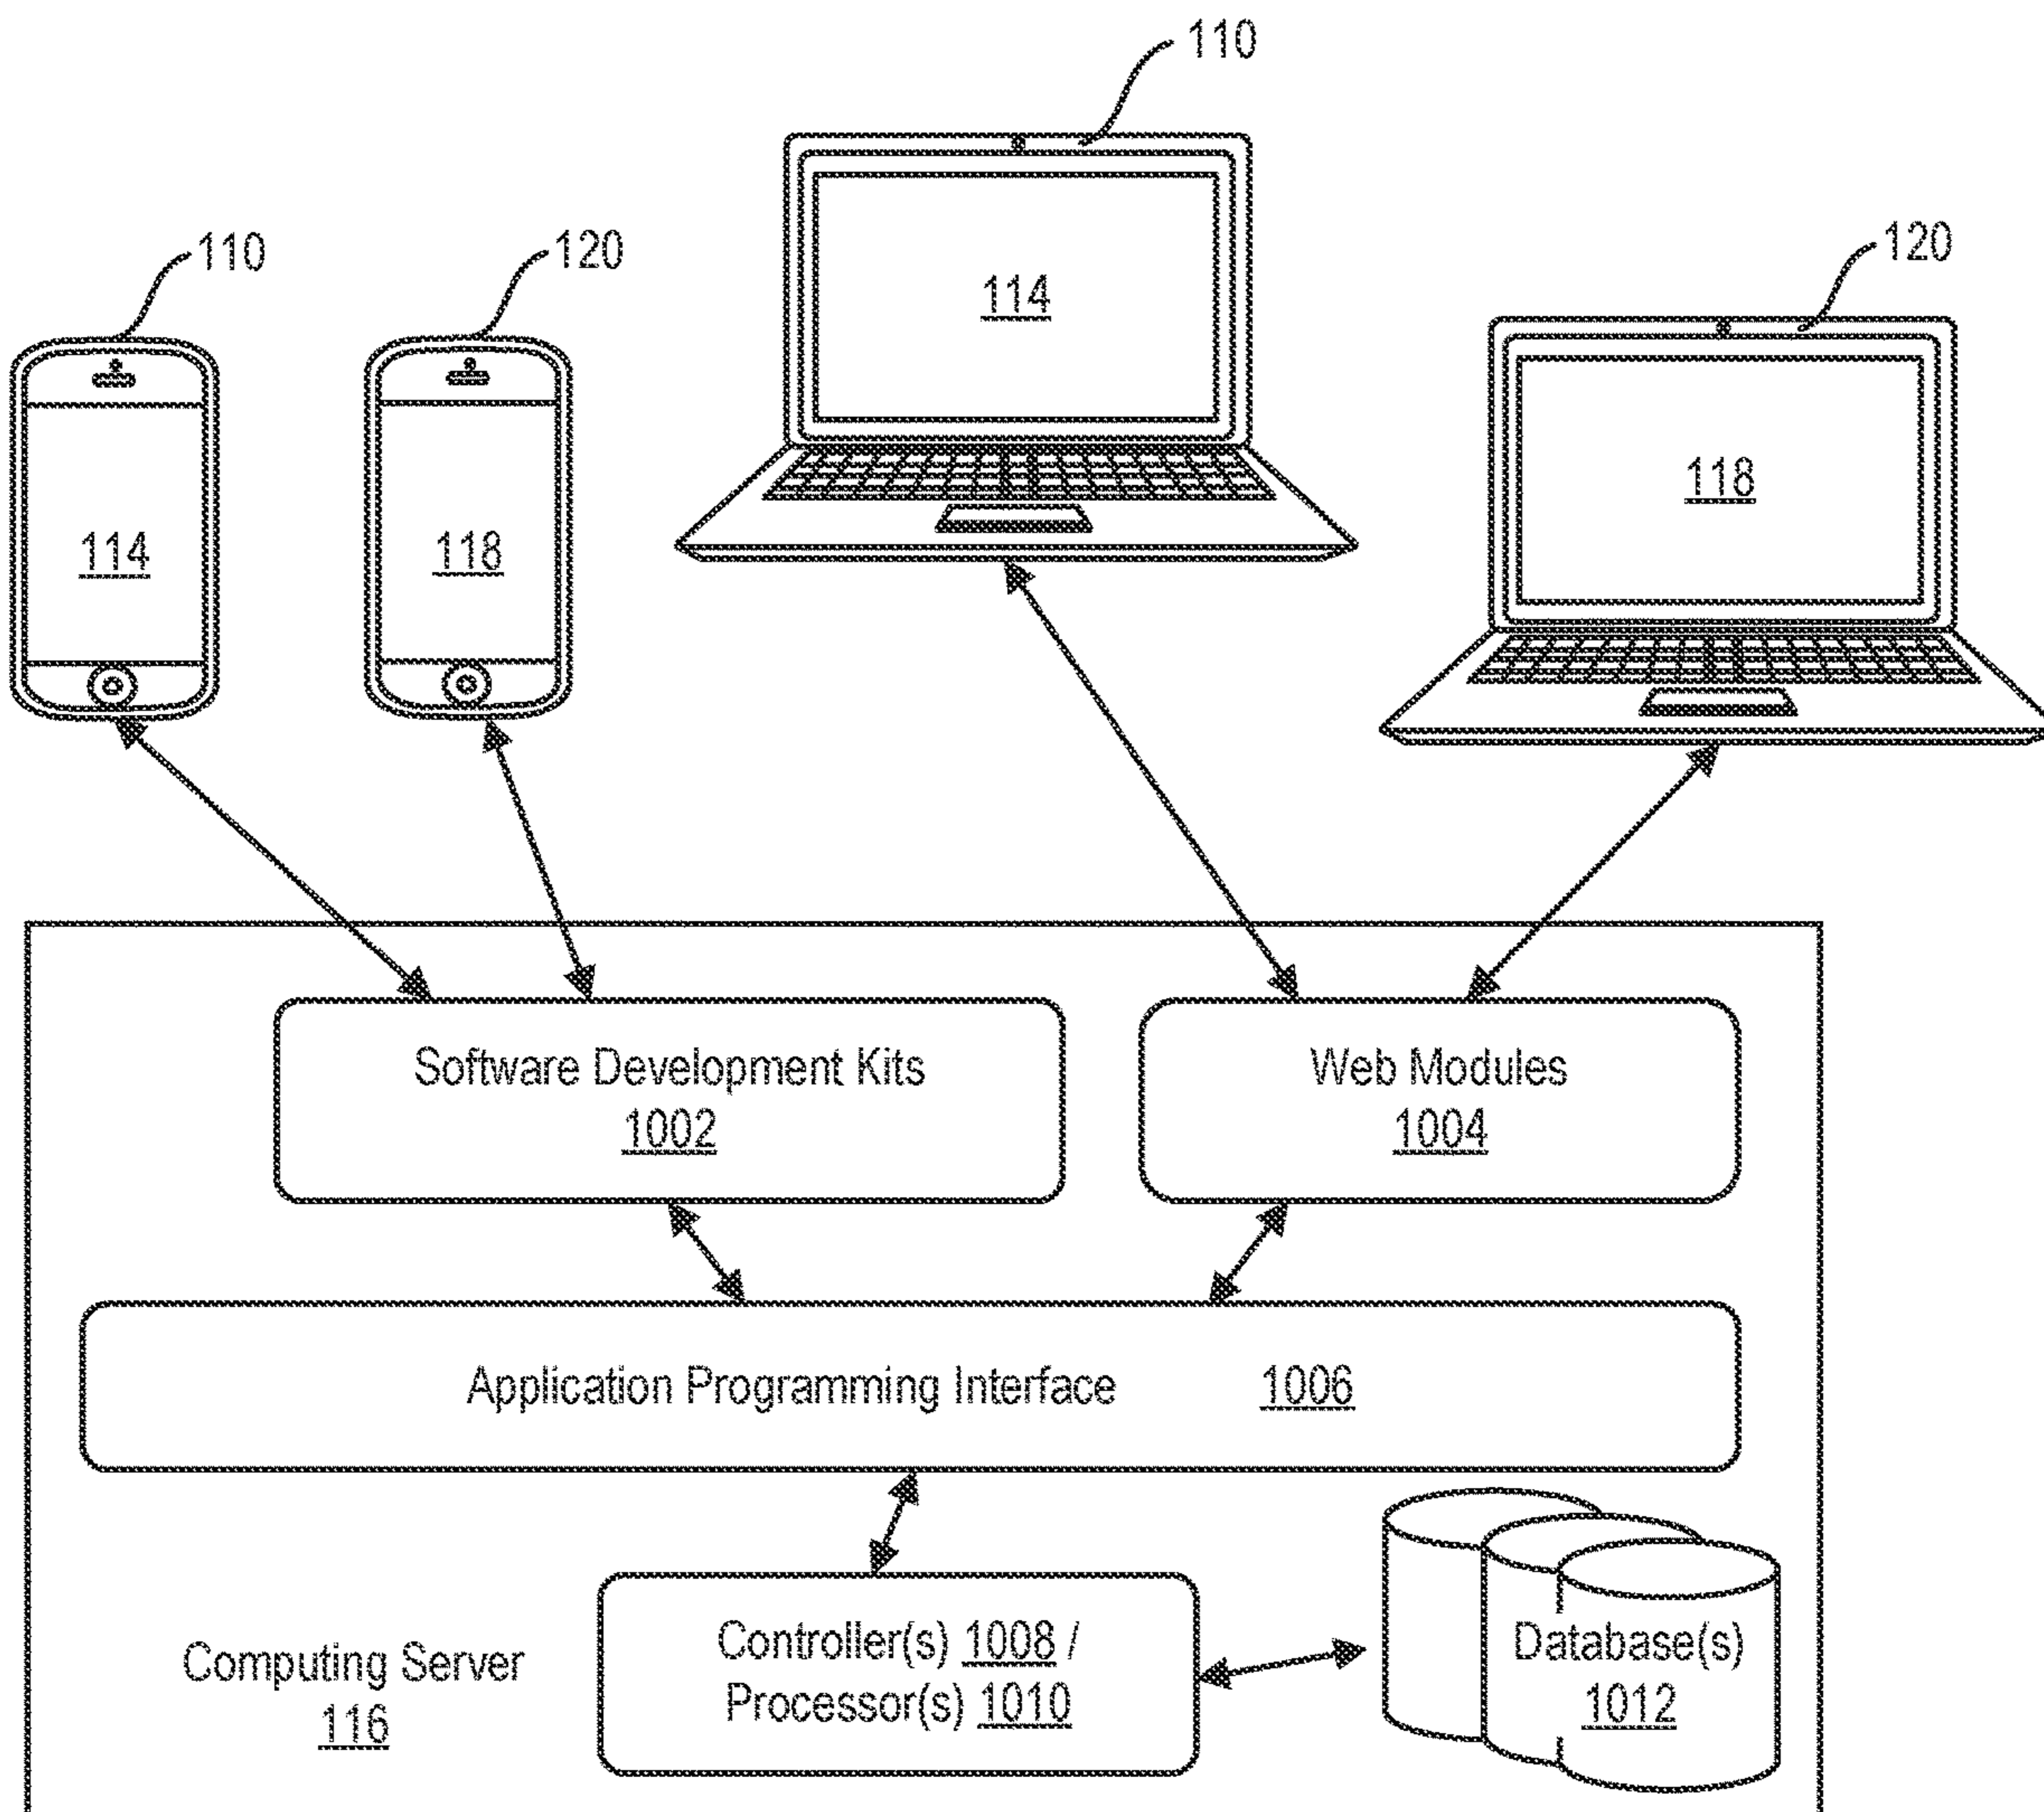 110
110
120
120
114
118
114
118
Software Development Kits
1002
Web Modules
1004
Application Programming Interface 1006
Computing Server
116
Controller(s) 1008 /
Processor(s) 1010
Database(s)
1012